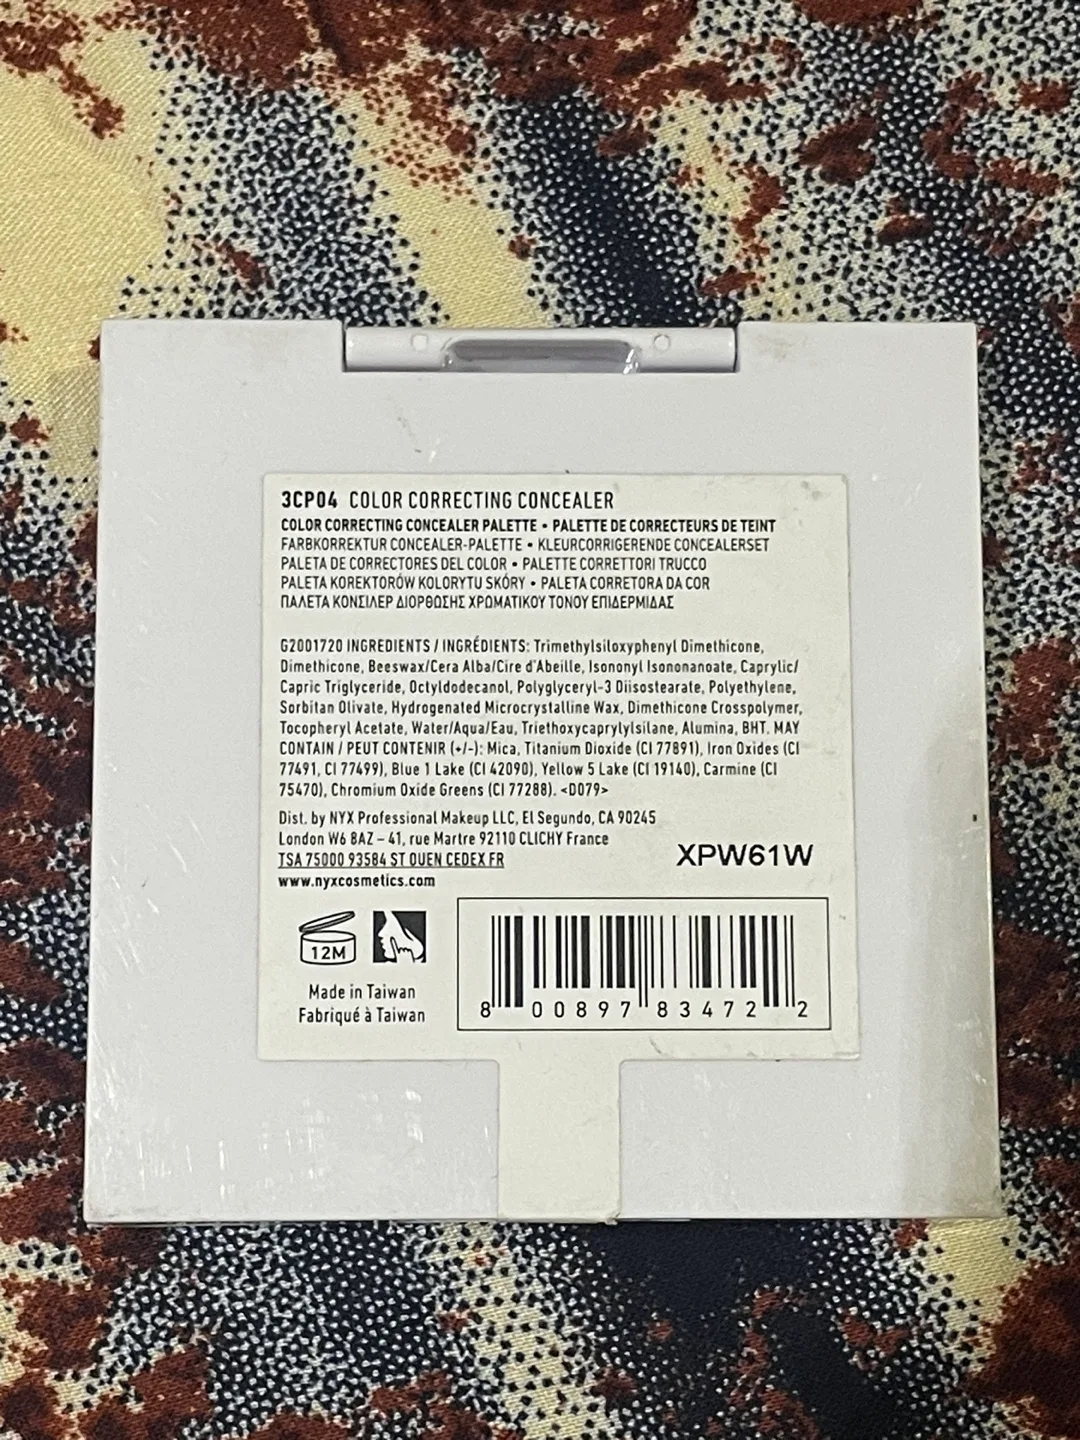 3CP04 COLOR CORRECTING CONCEALER
COLOR CORRECTING CONCEALER PALETTE • PALETTE DE CORRECTEURS DE TEINT
FARBKORREKTUR CONCEALER-PALETTE • KLEURCORRIGERENDE CONCEALERSET
PALETA DE CORRECTORES DEL COLOR • PALETTE CORRETTORI TRUCCO
PALETA KOREKTORÓW KOLORYTU SKÓRY • PALETA CORRETORA DA COR
ΠΑΛΕΤΑ ΚΟΝΣΙΛΕΡ ΔΙΟΡΘΩΣΗΣ ΧΡΩΜΑΤΙΚΟΥ ΤΟΝΟΥ ΕΠΙΔΕΡΜΙΔΑΣ
G2001720 INGREDIENTS / INGRÉDIENTS: Trimethylsiloxyphenyl Dimethicone,
Dimethicone, Beeswax/Cera Alba/Cire d'Abeille, Isononyl Isononanoate, Caprylic/
Capric Triglyceride, Octyldodecanol, Polyglyceryl-3 Diisostearate, Polyethylene,
Sorbitan Olivate, Hydrogenated Microcrystalline Wax, Dimethicone Crosspolymer,
Tocopheryl Acetate, Water/Aqua/Eau, Triethoxycaprylylsilane, Alumina, BHT. MAY
CONTAIN / PEUT CONTENIR (+/-): Mica, Titanium Dioxide (CI 77891), Iron Oxides (CI
77491, CI 77499), Blue 1 Lake (CI 42090), Yellow 5 Lake (CI 19140), Carmine (CI
75470), Chromium Oxide Greens (CI 77288). <D079>
Dist. by NYX Professional Makeup LLC, El Segundo, CA 90245
London W6 8AZ – 41, rue Martre 92110 CLICHY France
TSA 75000 93584 ST OUEN CEDEX FR
XPW61W
www.nyxcosmetics.com
12M
Made in Taiwan
Fabriqué à Taiwan
8 00897 83472 2